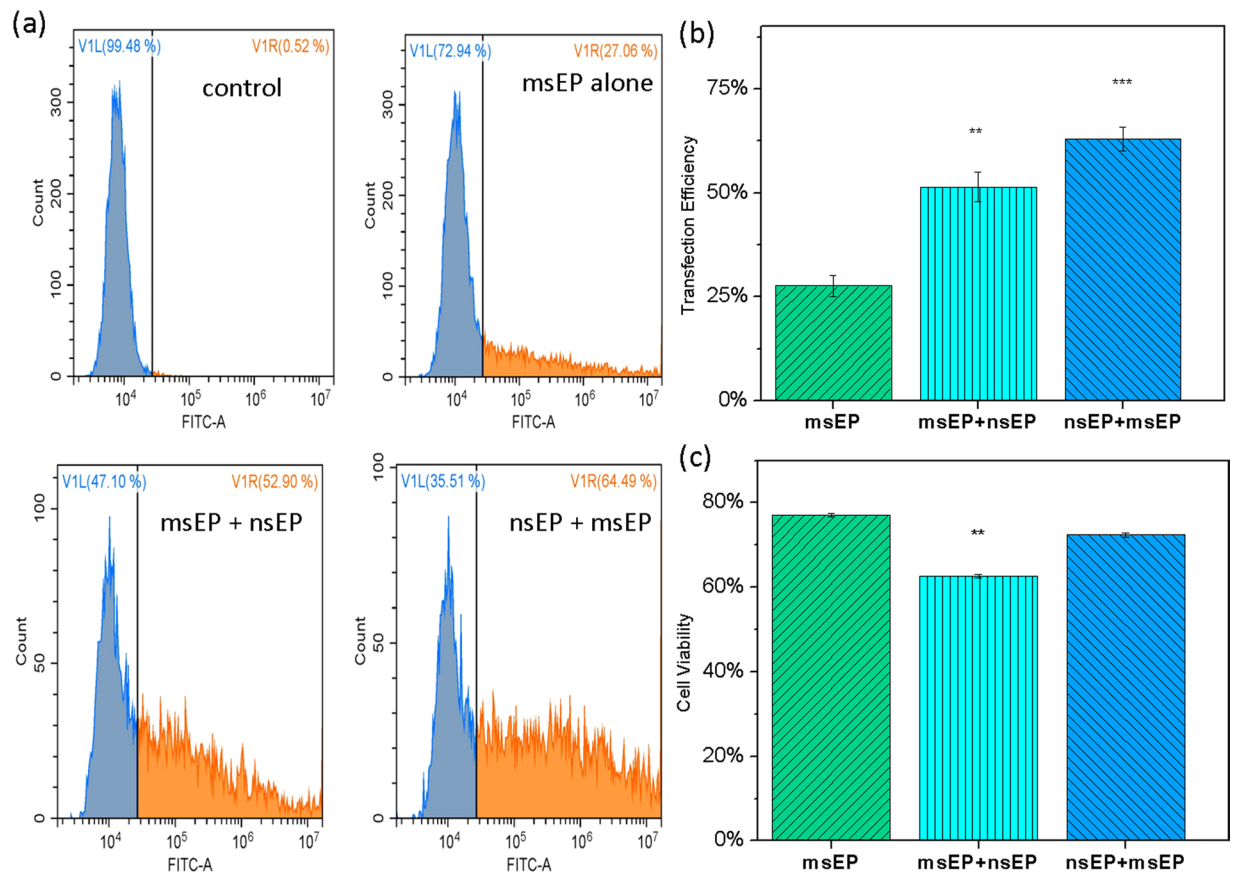 (a)
V1L(99.48 %) V1R(0.52 %)
control
Count
0 100 200 300
10^4 10^5 10^6 10^7
FITC-A
V1L(72.94 %) V1R(27.06 %)
msEP alone
Count
0 100 200 300
10^4 10^5 10^6 10^7
FITC-A
V1L(47.10 %) V1R(52.90 %)
msEP + nsEP
Count
0 50 100
10^4 10^5 10^6 10^7
FITC-A
V1L(35.51 %) V1R(64.49 %)
nsEP + msEP
Count
0 50 100
10^4 10^5 10^6 10^7
FITC-A
(b)
Transfection Efficiency
75%
50%
25%
0%
**
***
msEP msEP+nsEP nsEP+msEP
(c)
Cell Viability
80%
60%
40%
20%
0%
**
msEP msEP+nsEP nsEP+msEP